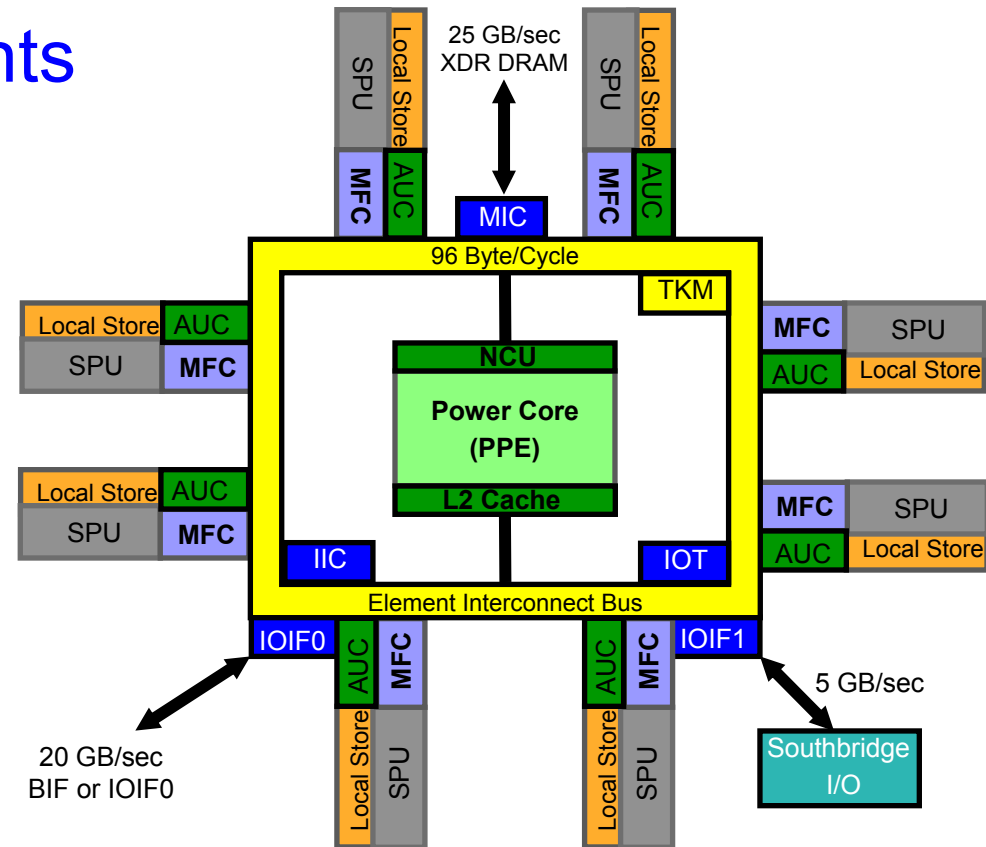 nts
25 GB/sec
XDR DRAM
SPU
Local Store
MFC
AUC
SPU
Local Store
MFC
AUC
MIC
96 Byte/Cycle
TKM
Local Store AUC
SPU MFC
MFC SPU
AUC Local Store
NCU
Power Core
(PPE)
L2 Cache
Local Store AUC
SPU MFC
MFC SPU
AUC Local Store
IIC
IOT
Element Interconnect Bus
IOIF0
AUC
MFC
Local Store
SPU
AUC
MFC
Local Store
SPU
IOIF1
5 GB/sec
20 GB/sec
BIF or IOIF0
Southbridge
I/O